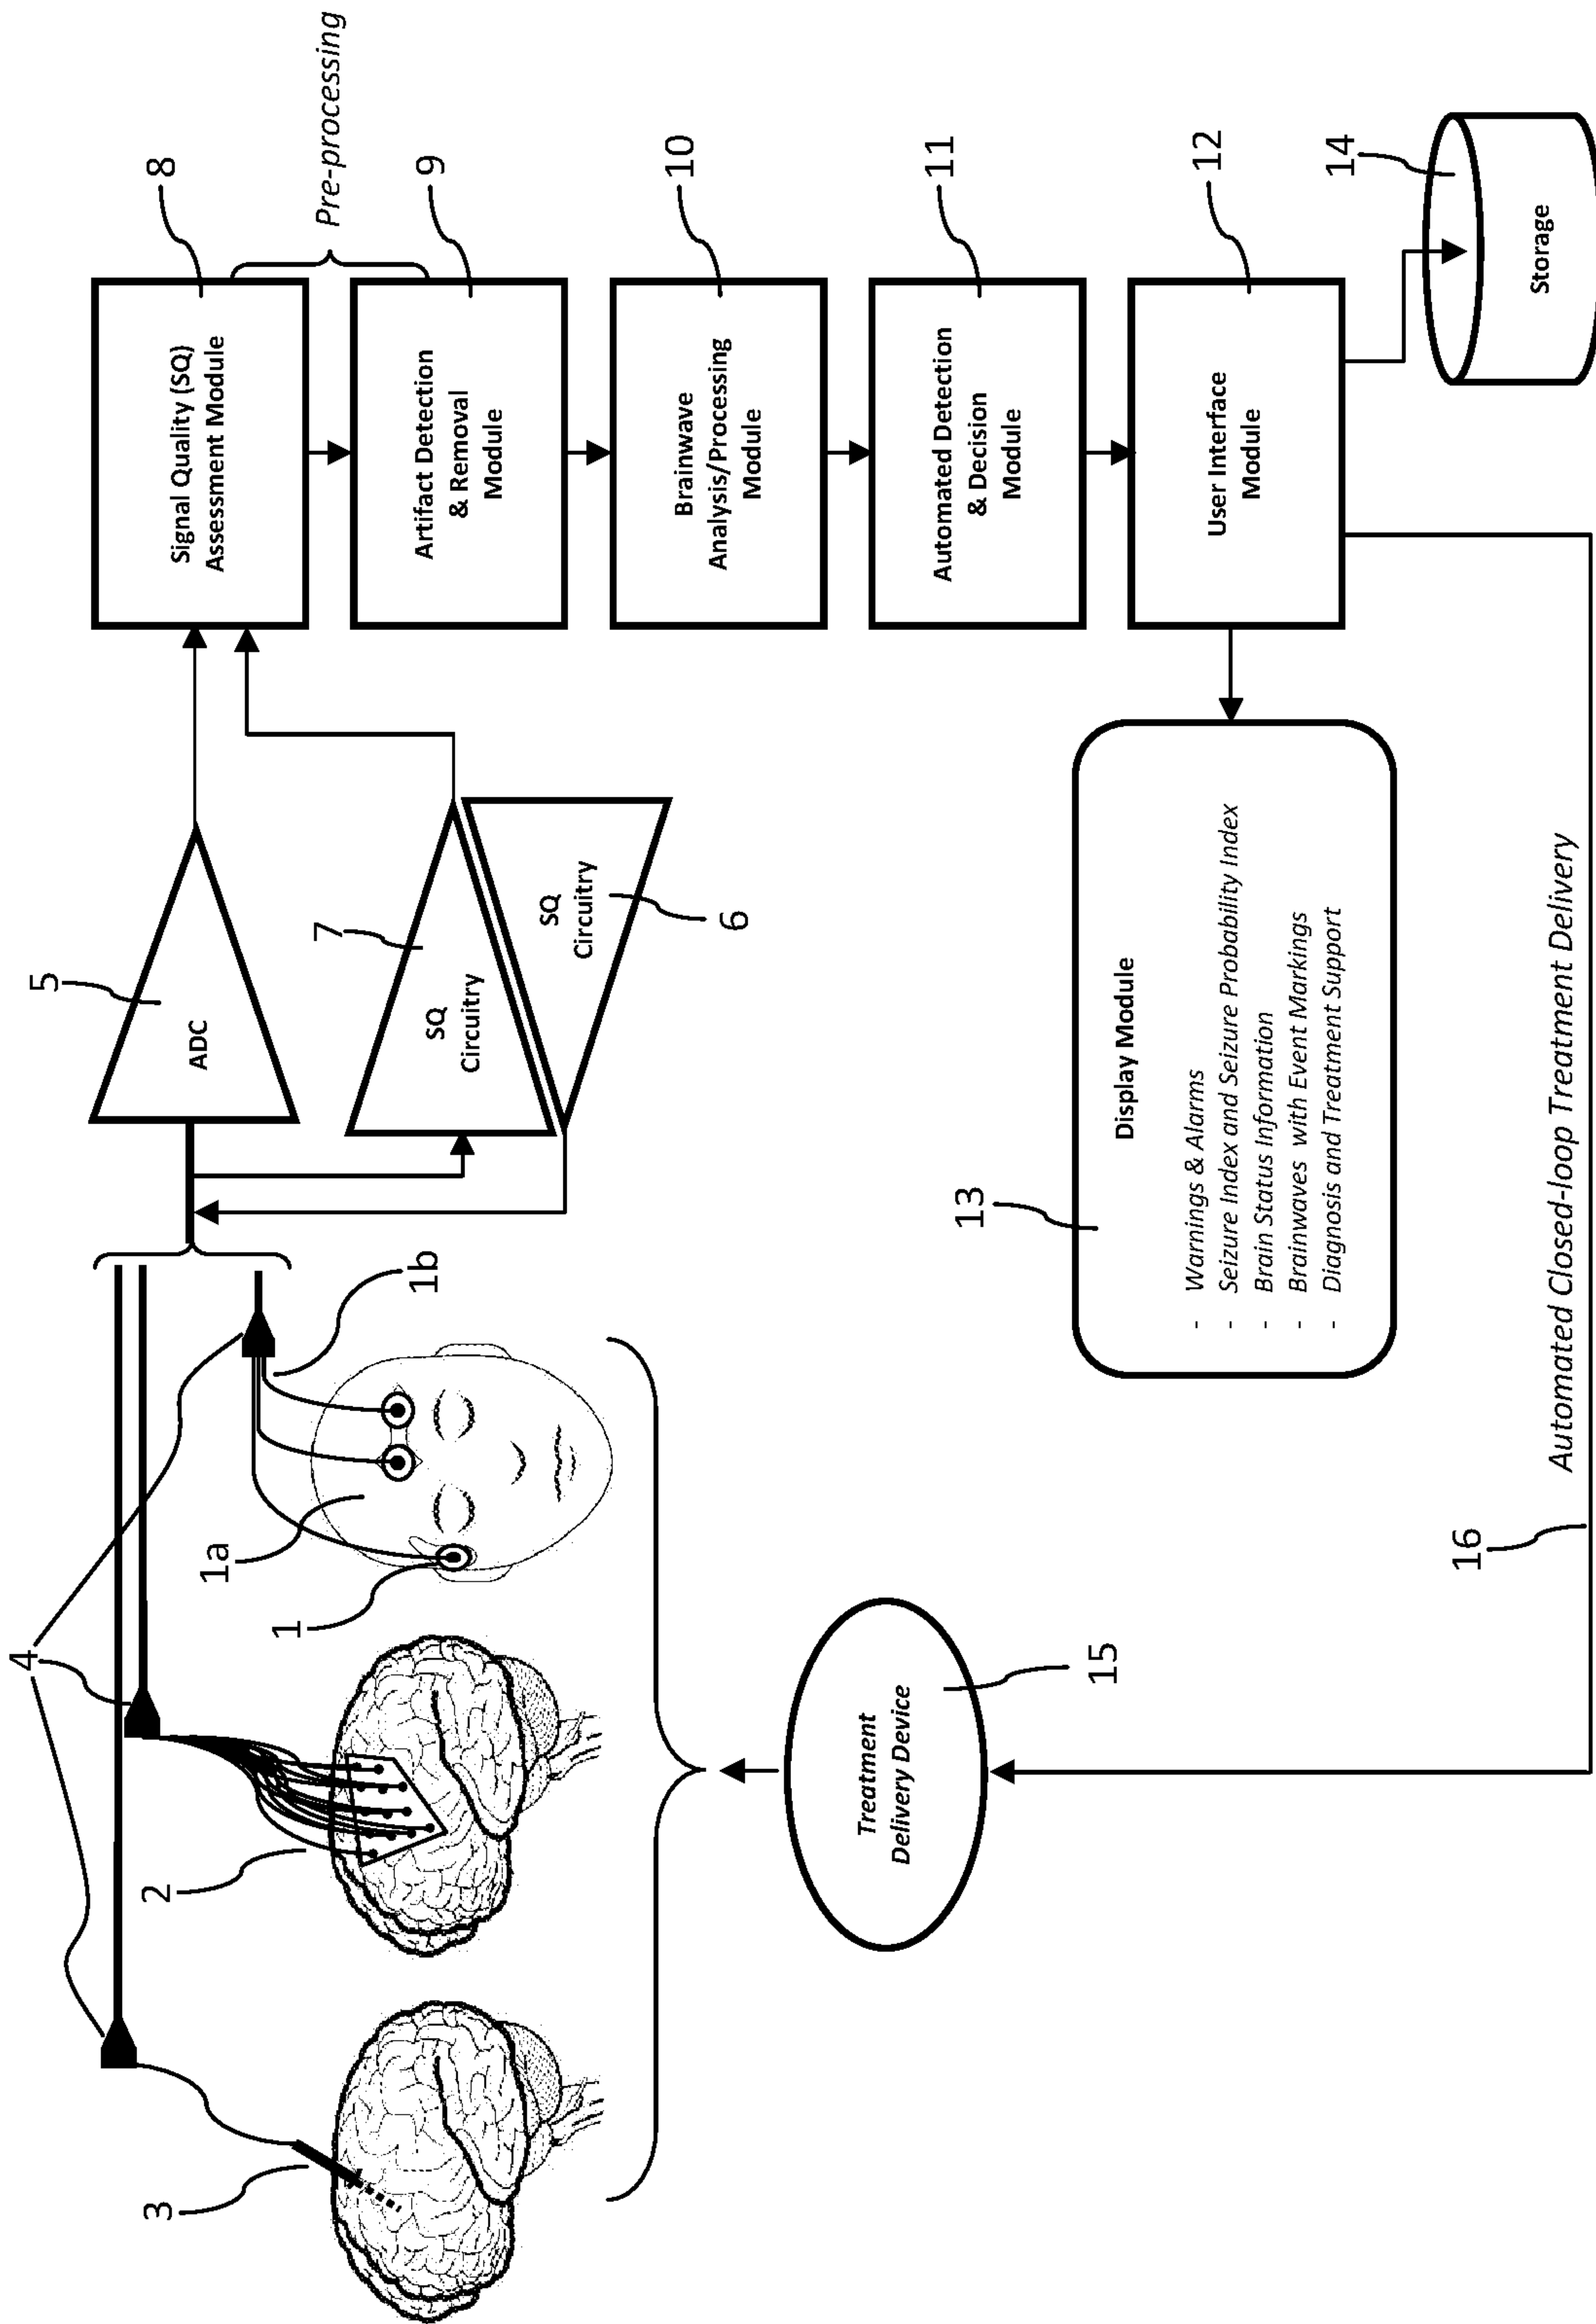 4
3
2
1
1a
1b
5
ADC
7
SQ
Circuitry
SQ
Circuitry
6
8
Signal Quality (SQ)
Assessment Module
Pre-processing
9
Artifact Detection
& Removal
Module
10
Brainwave
Analysis/Processing
Module
11
Automated Detection
& Decision
Module
12
User Interface
Module
14
Storage
13
Display Module
- Warnings & Alarms
- Seizure Index and Seizure Probability Index
- Brain Status Information
- Brainwaves with Event Markings
- Diagnosis and Treatment Support
Treatment
Delivery Device
15
16
Automated Closed-loop Treatment Delivery